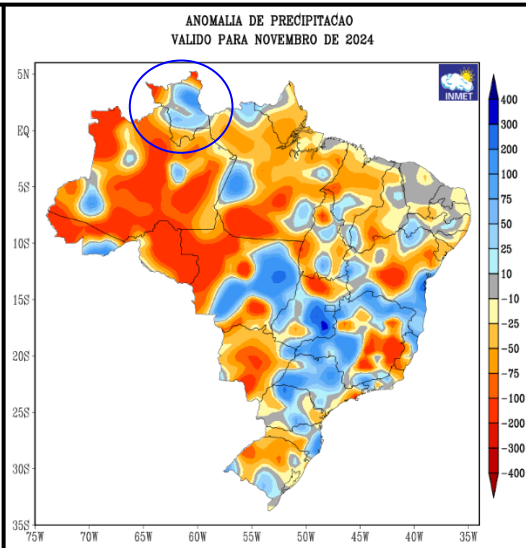 ANOMALIA DE PRECIPITACAO
VALIDO PARA NOVEMBRO DE 2024
INMET
5N
EQ
5S
10S
15S
20S
25S
30S
35S
75W 70W 65W 60W 55W 50W 45W 40W 35W
400
300
200
100
75
50
25
10
-10
-25
-50
-75
-100
-200
-300
-400